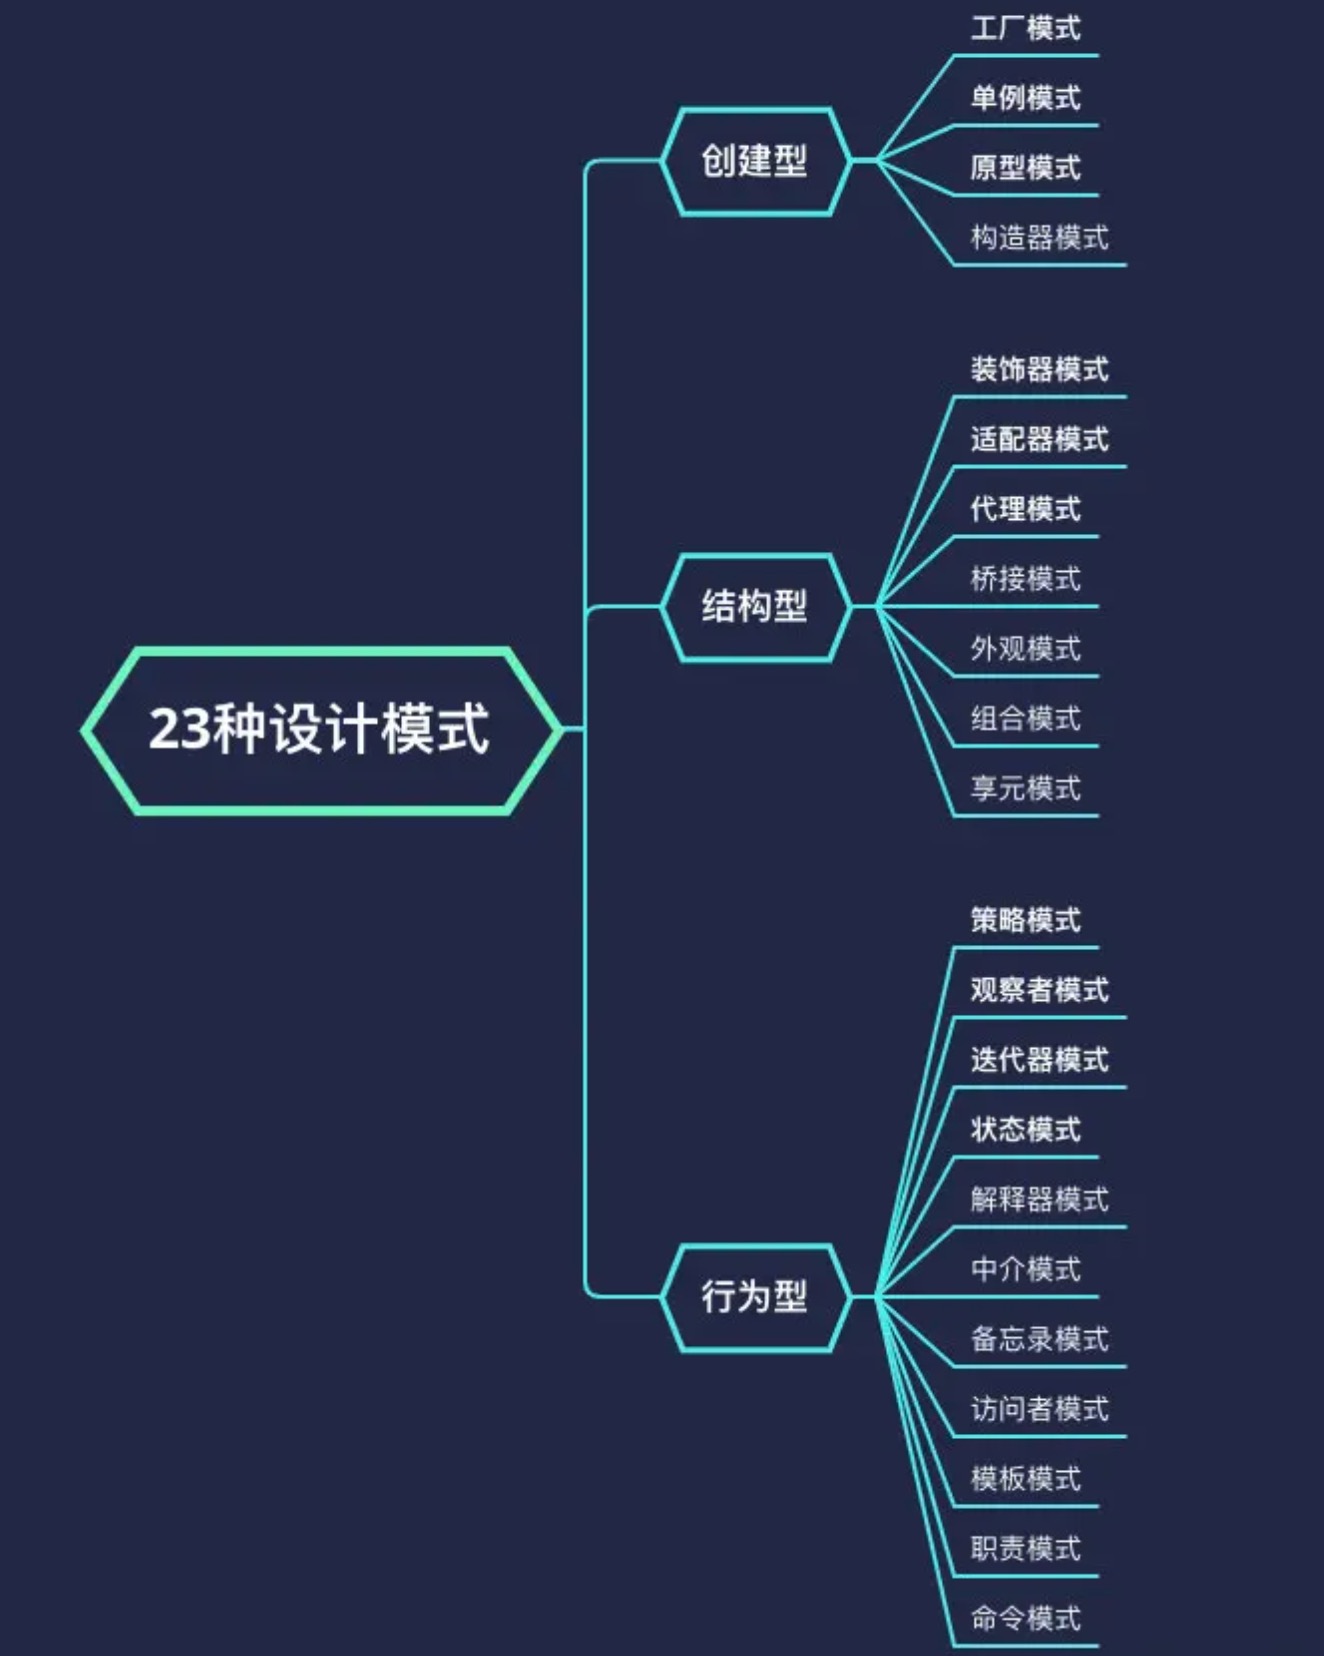 23种设计模式
创建型
工厂模式
单例模式
原型模式
构造器模式
结构型
装饰器模式
适配器模式
代理模式
桥接模式
外观模式
组合模式
享元模式
行为型
策略模式
观察者模式
迭代器模式
状态模式
解释器模式
中介模式
备忘录模式
访问者模式
模板模式
职责模式
命令模式